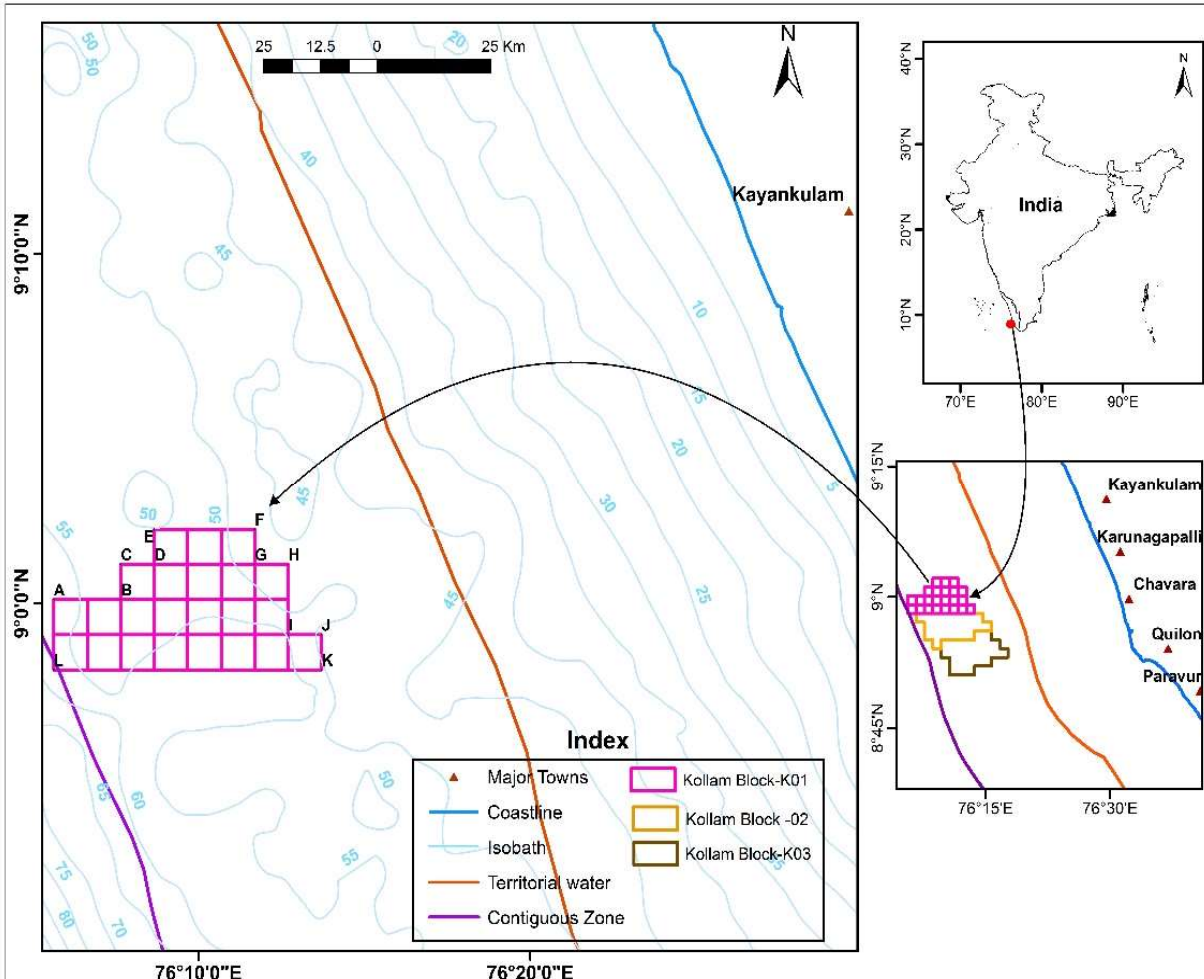 25 12.5 0 25 Km
N
50
50
20
40
45
Kayankulam
10
15
20
5
30
25
45
50
50
55
45
F
E
C D G H
A B
I J
L K
65
60
50
55
75
80
70
35
9°10'0"N
9°0'0"N
76°10'0"E 76°20'0"E
Index
Major Towns
Coastline
Isobath
Territorial water
Contiguous Zone
Kollam Block-K01
Kollam Block -02
Kollam Block-K03
N
40°N
30°N
20°N
10°N
India
70°E 80°E 90°E
9°15'N
9°N
8°45'N
Kayankulam
Karunagapalli
Chavara
Quilon
Paravur
76°15'E 76°30'E